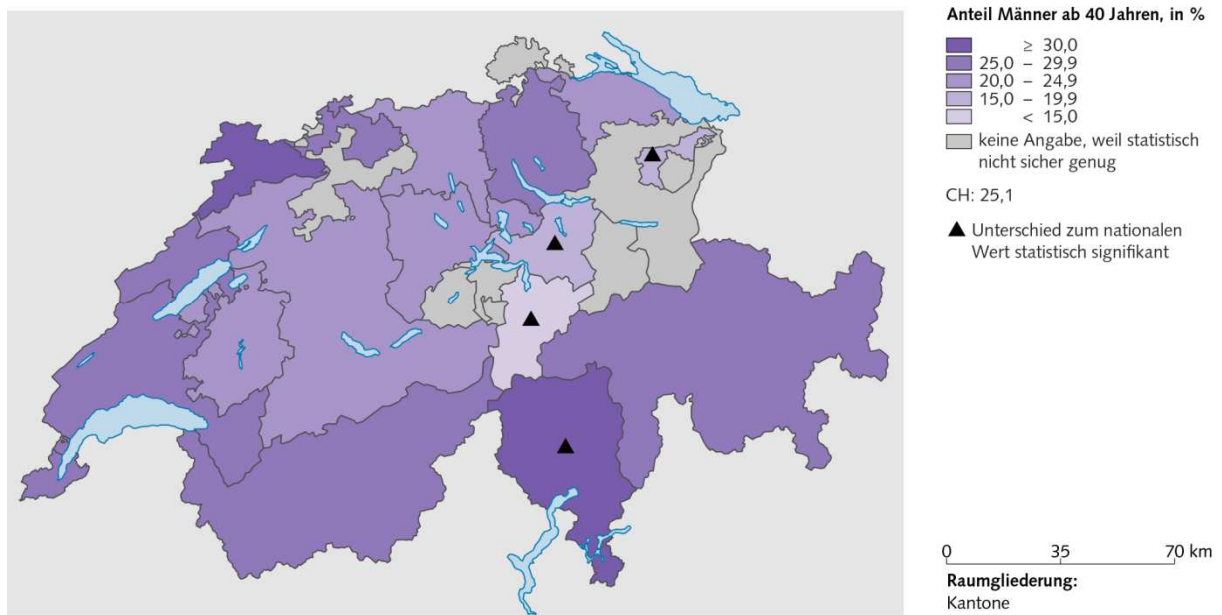 Anteil Männer ab 40 Jahren, in %
≥ 30,0
25,0 – 29,9
20,0 – 24,9
15,0 – 19,9
< 15,0
keine Angabe, weil statistisch
nicht sicher genug
CH: 25,1
▲ Unterschied zum nationalen
Wert statistisch signifikant
0 35 70 km
Raumgliederung:
Kantone